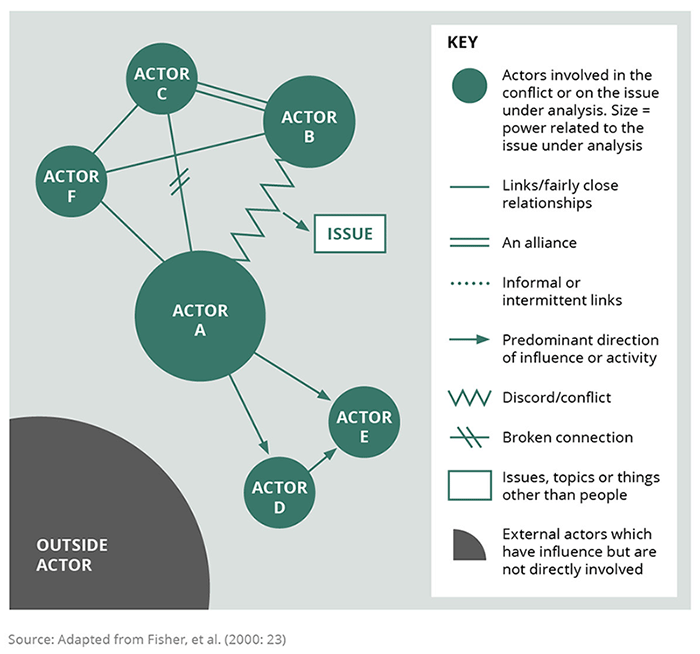 ACTOR
C
ACTOR
B
ACTOR
F
ISSUE
ACTOR
A
ACTOR
E
ACTOR
D
OUTSIDE
ACTOR
KEY
Actors involved in the
conflict or on the issue
under analysis. Size =
power related to the
issue under analysis
Links/fairly close
relationships
An alliance
Informal or
intermittent links
Predominant direction
of influence or activity
Discord/conflict
Broken connection
Issues, topics or things
other than people
External actors which
have influence but are
not directly involved
Source: Adapted from Fisher, et al. (2000: 23)